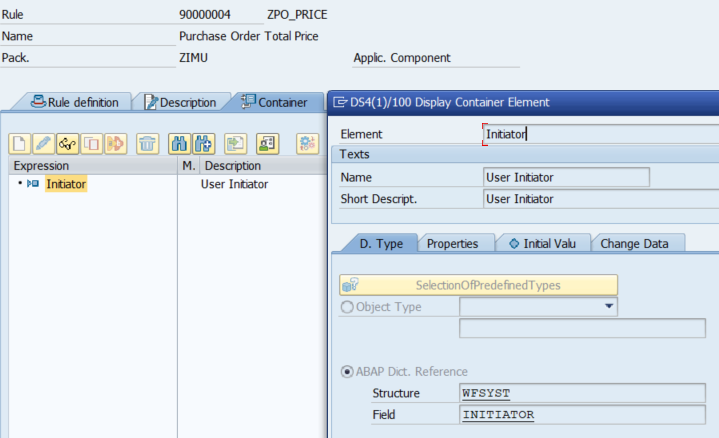 Rule 90000004 ZPO_PRICE
Name Purchase Order Total Price
Pack. ZIMU Applic. Component
Rule definition Description Container
DS4(1)/100 Display Container Element
Element Initiator
Texts
Expression M. Description
Name User Initiator
Initiator User Initiator
Short Descript. User Initiator
D. Type Properties Initial Valu Change Data
SelectionOfPredefinedTypes
Object Type
ABAP Dict. Reference
Structure WFSYST
Field INITIATOR